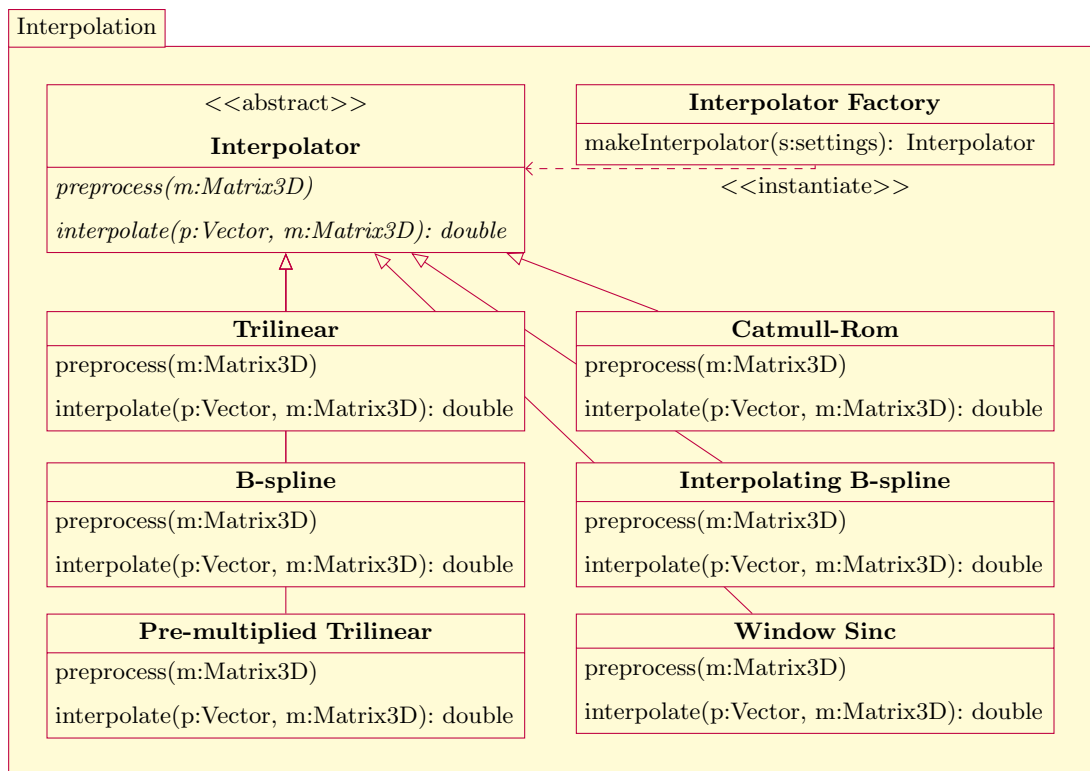 Interpolation
<<abstract>>
Interpolator
preprocess(m:Matrix3D)
interpolate(p:Vector, m:Matrix3D): double
Interpolator Factory
makeInterpolator(s:settings): Interpolator
<<instantiate>>
Trilinear
preprocess(m:Matrix3D)
interpolate(p:Vector, m:Matrix3D): double
Catmull-Rom
preprocess(m:Matrix3D)
interpolate(p:Vector, m:Matrix3D): double
B-spline
preprocess(m:Matrix3D)
interpolate(p:Vector, m:Matrix3D): double
Interpolating B-spline
preprocess(m:Matrix3D)
interpolate(p:Vector, m:Matrix3D): double
Pre-multiplied Trilinear
preprocess(m:Matrix3D)
interpolate(p:Vector, m:Matrix3D): double
Window Sinc
preprocess(m:Matrix3D)
interpolate(p:Vector, m:Matrix3D): double